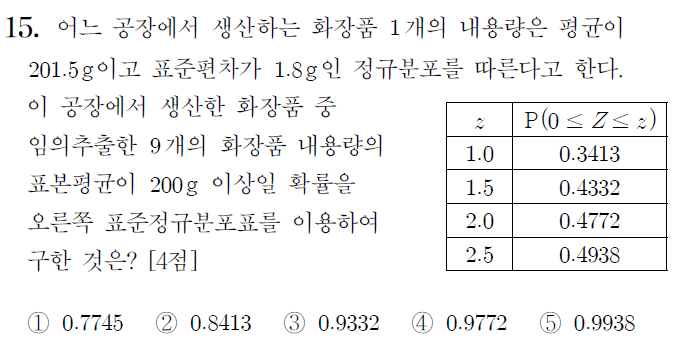 15. 어느 공장에서 생산하는 화장품 1개의 내용량은 평균이
201.5g이고 표준편차가 1.8g인 정규분포를 따른다고 한다.
이 공장에서 생산한 화장품 중
임의추출한 9개의 화장품 내용량의
표본평균이 200g 이상일 확률을
오른쪽 표준정규분포표를 이용하여
구한 것은? [4점]
z P(0 ≤ Z ≤ z)
1.0 0.3413
1.5 0.4332
2.0 0.4772
2.5 0.4938
① 0.7745 ② 0.8413 ③ 0.9332 ④ 0.9772 ⑤ 0.9938